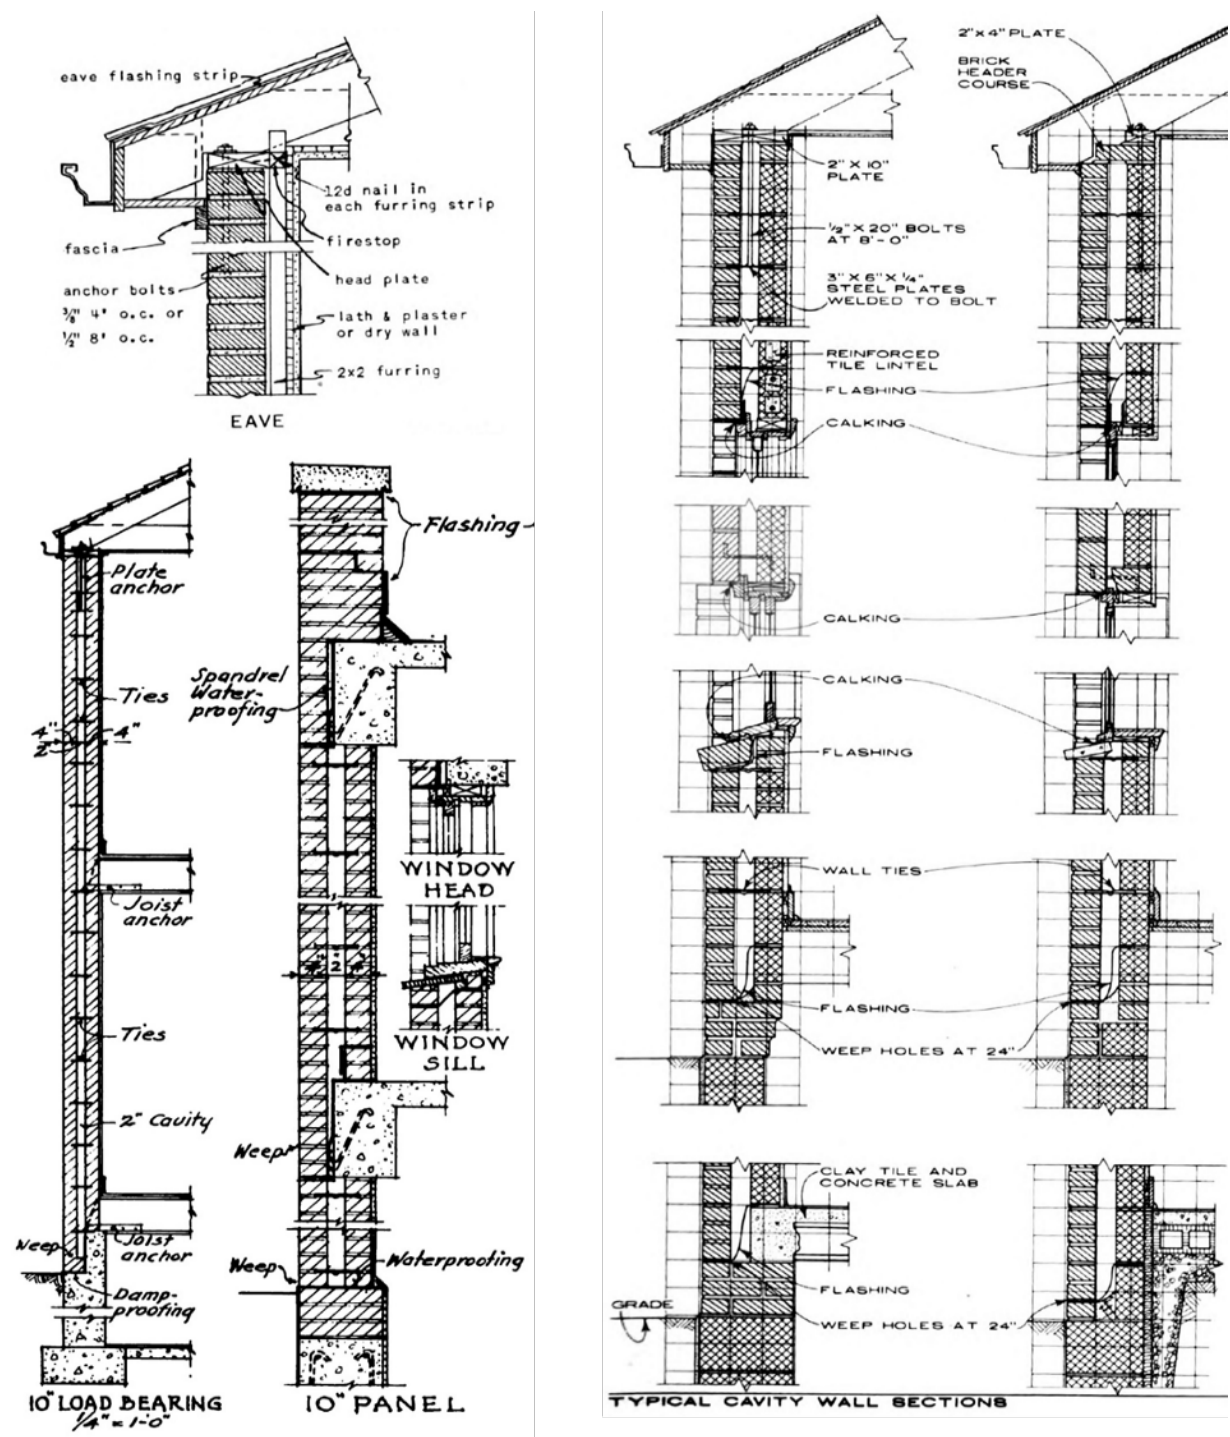 eave flashing strip
12d nail in
each furring strip
fascia
firestop
head plate
anchor bolts
3/8" 4' o.c. or
1/2" 8' o.c.
lath & plaster
or dry wall
2x2 furring
EAVE
Plate
anchor
Ties
4"
4"
2"
Joist
anchor
Ties
2" Cavity
Weep
Joist
anchor
Damp-
proofing
10" LOAD BEARING
1/4" = 1'-0"
Flashing
Spandrel
Water-
proofing
WINDOW
HEAD
2"
WINDOW
SILL
Weep
Weep
Waterproofing
10" PANEL
2"x4" PLATE
BRICK
HEADER
COURSE
2" X 10"
PLATE
1/2" X 20" BOLTS
AT 8'-0"
3" X 6" X 1/4"
STEEL PLATES
WELDED TO BOLT
REINFORCED
TILE LINTEL
FLASHING
CALKING
CALKING
CALKING
FLASHING
WALL TIES
FLASHING
WEEP HOLES AT 24"
CLAY TILE AND
CONCRETE SLAB
FLASHING
GRADE
WEEP HOLES AT 24"
TYPICAL CAVITY WALL SECTIONS